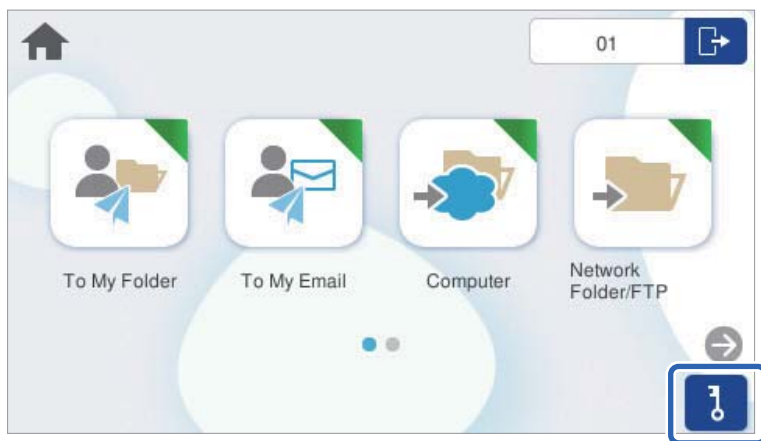 01
To My Folder
To My Email
Computer
Network
Folder/FTP